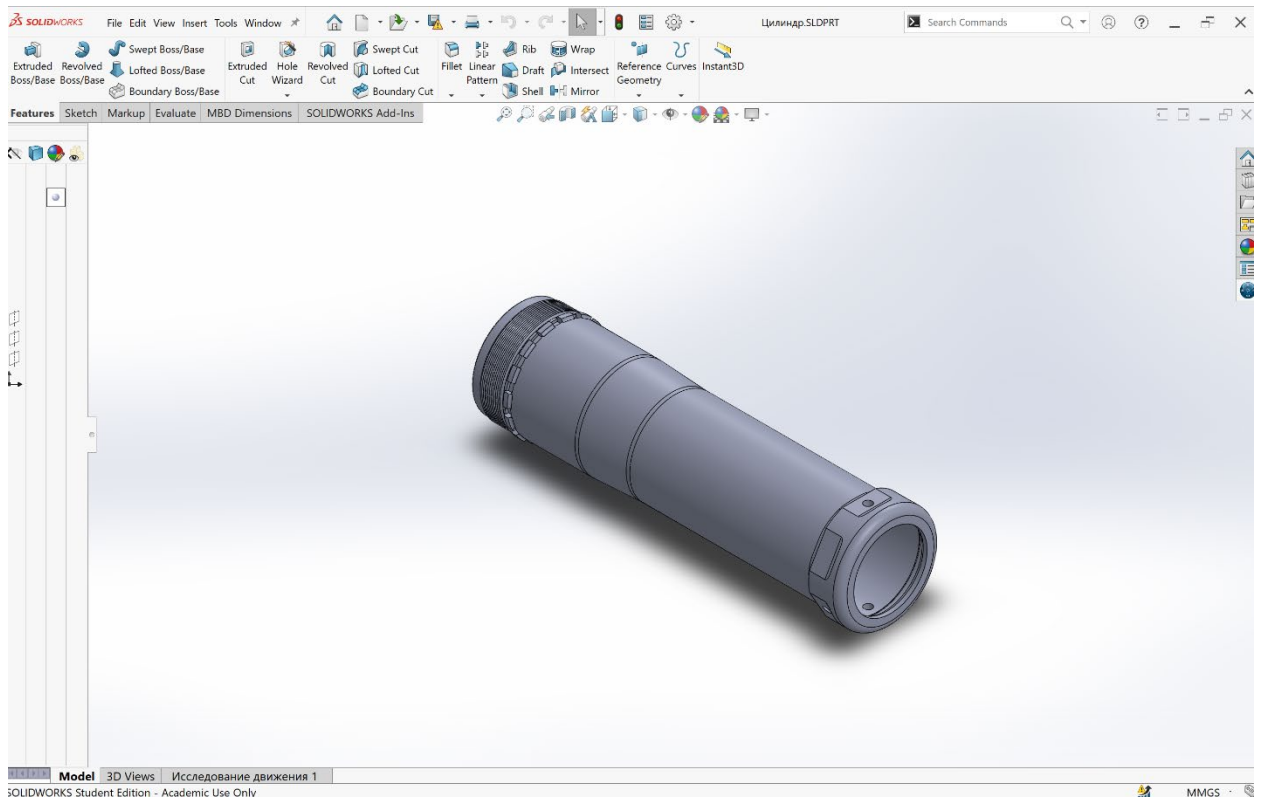 SOLIDWORKS File Edit View Insert Tools Window Цилиндр.SLDPRT Search Commands
Extruded Boss/Base Revolved Boss/Base Swept Boss/Base Lofted Boss/Base Boundary Boss/Base Extruded Cut Hole Wizard Revolved Cut Swept Cut Lofted Cut Boundary Cut Fillet Linear Pattern Rib Draft Shell Wrap Intersect Mirror Reference Geometry Curves Instant3D
Features Sketch Markup Evaluate MBD Dimensions SOLIDWORKS Add-Ins
Model 3D Views Исследование движения 1
SOLIDWORKS Student Edition - Academic Use Only MMGS